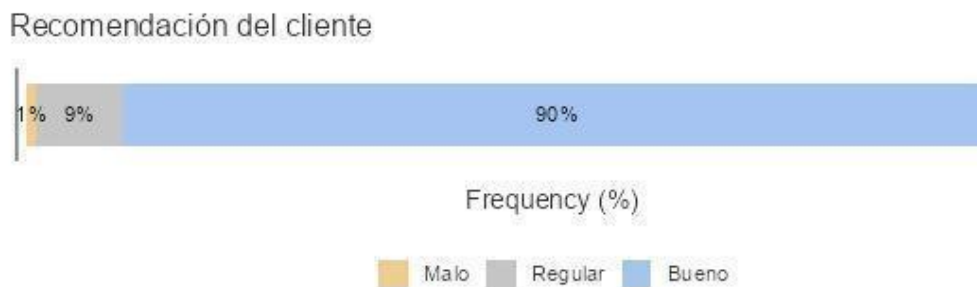 Recomendación del cliente
1% 9% 90%
Frequency (%)
Malo Regular Bueno